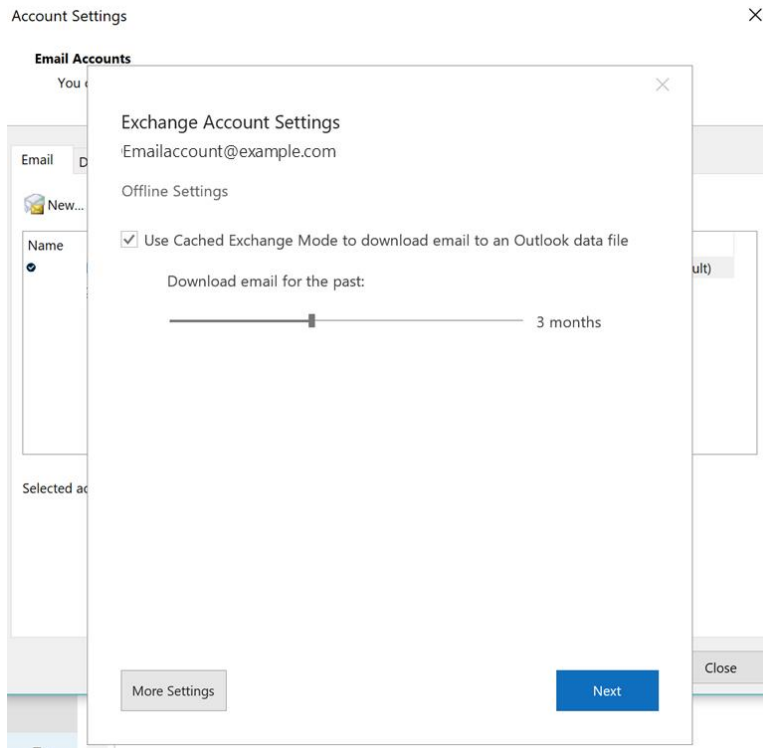 Account Settings
Email Accounts
You
Exchange Account Settings
Emailaccount@example.com
Offline Settings
Email
D
New...
Use Cached Exchange Mode to download email to an Outlook data file
Name
ult)
Download email for the past:
3 months
Selected
Close
More Settings
Next